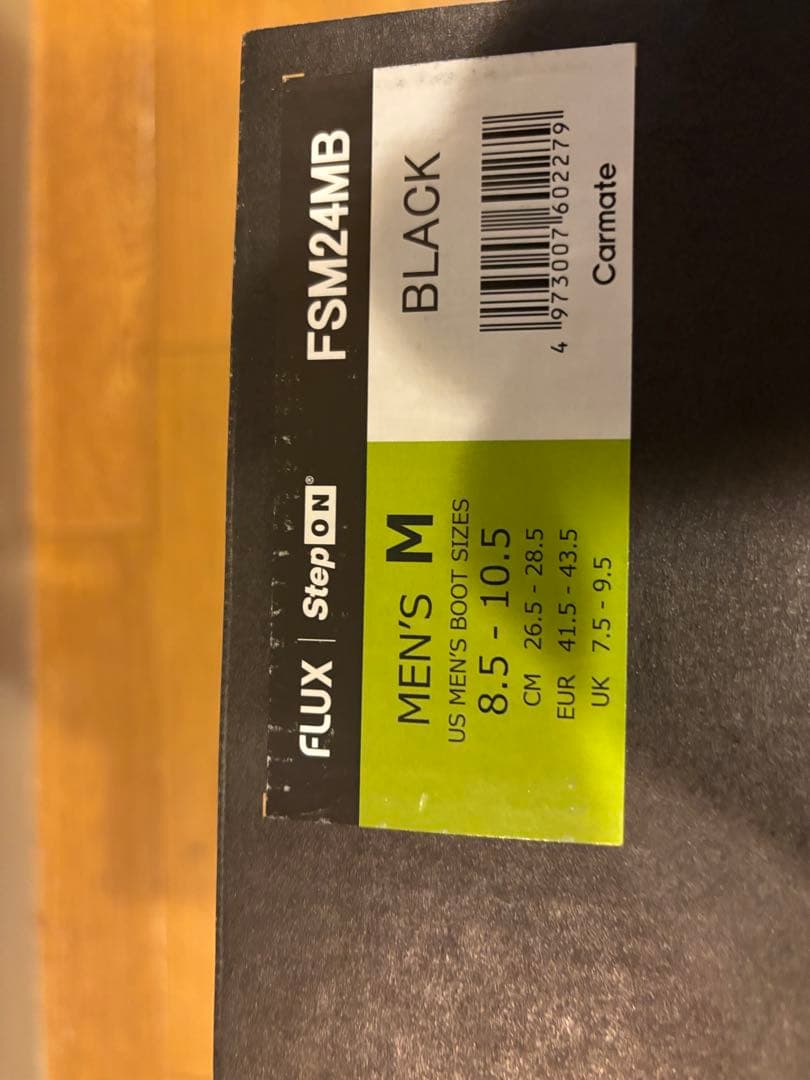 FLUX | Step ON® FSM24MB
MEN'S M
US MEN'S BOOT SIZES
8.5 - 10.5
CM 26.5 - 28.5
EUR 41.5 - 43.5
UK 7.5 - 9.5
BLACK
4 973007 602279
Carmate